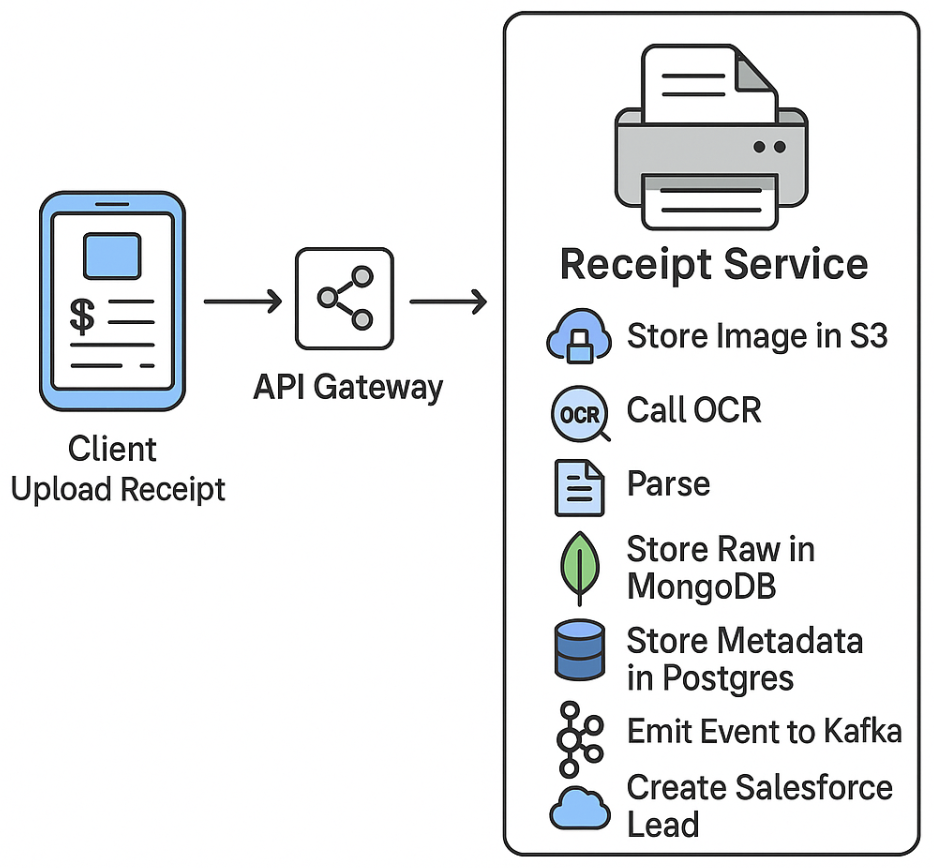 $
Client
Upload Receipt
API Gateway
Receipt Service
Store Image in S3
OCR
Call OCR
Parse
Store Raw in
MongoDB
Store Metadata
in Postgres
Emit Event to Kafka
Create Salesforce
Lead